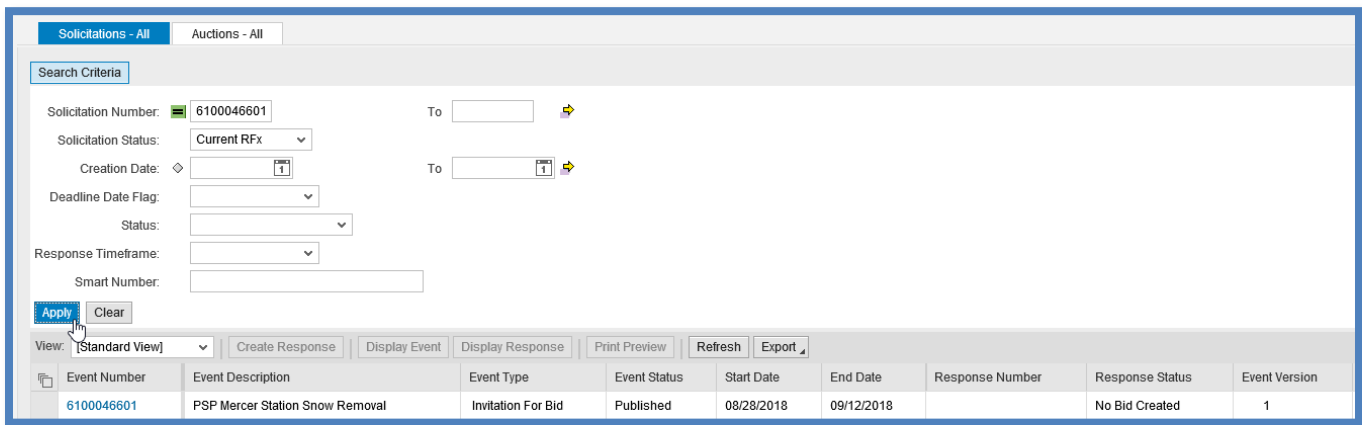 Solicitations - All Auctions - All
Search Criteria
Solicitation Number: 6100046601 To
Solicitation Status: Current RFx
Creation Date: 1 To 1
Deadline Date Flag:
Status:
Response Timeframe:
Smart Number:
Apply Clear
View: [Standard View] Create Response Display Event Display Response Print Preview Refresh Export
Event Number Event Description Event Type Event Status Start Date End Date Response Number Response Status Event Version
6100046601 PSP Mercer Station Snow Removal Invitation For Bid Published 08/28/2018 09/12/2018 No Bid Created 1